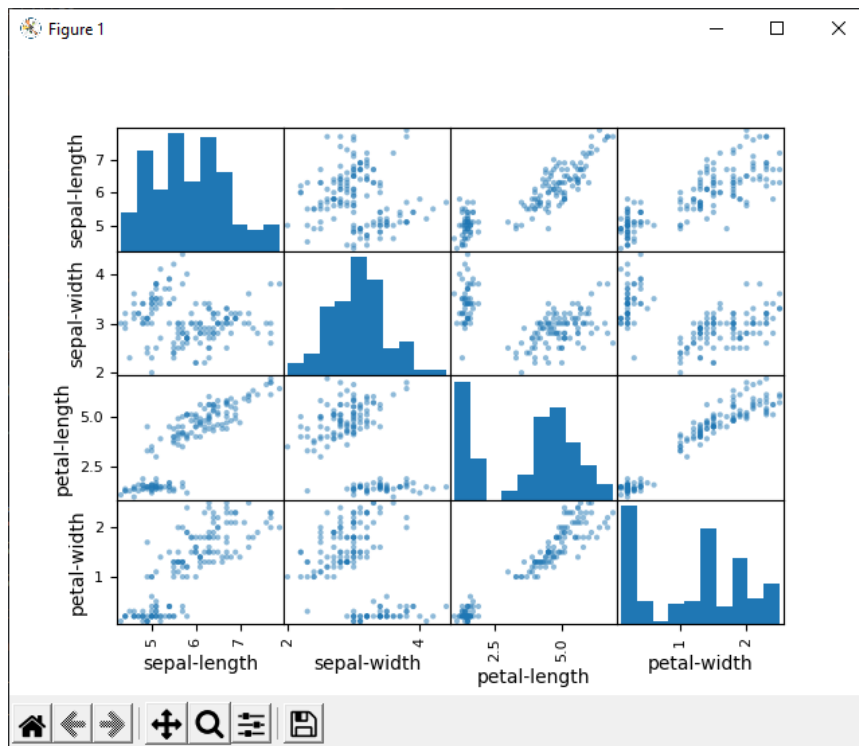 Figure 1
sepal-length
7
6
5
sepal-width
4
3
2
petal-length
5.0
2.5
petal-width
2
1
5 6 7 2 4 2.5 5.0 1 2
sepal-length sepal-width petal-length petal-width